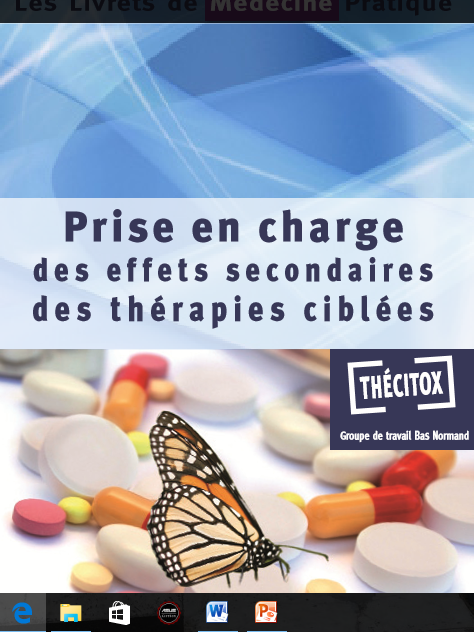 Les Livrets de Médecine Pratique
Prise en charge
des effets secondaires
des thérapies ciblées
THÉCITOX
Groupe de travail Bas Normand